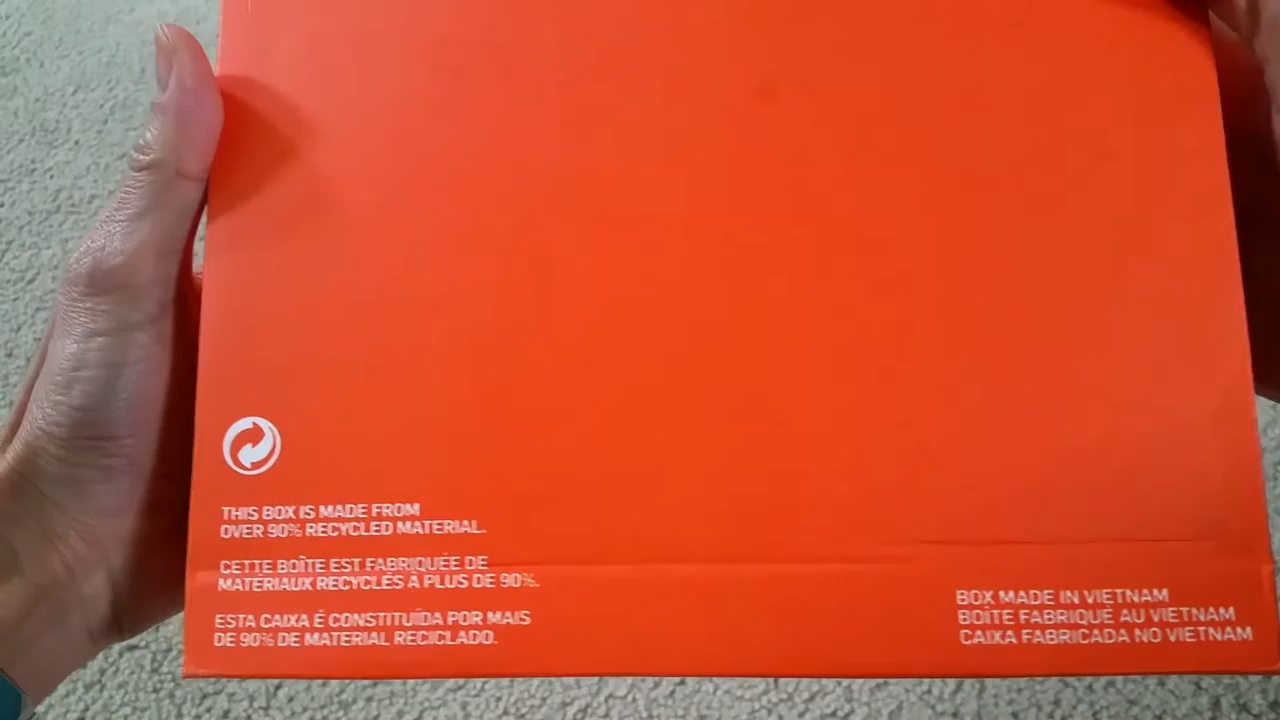 THIS BOX IS MADE FROM
OVER 90% RECYCLED MATERIAL.
CETTE BOÎTE EST FABRIQUÉE DE
MATÉRIAUX RECYCLÉS À PLUS DE 90%.
ESTA CAIXA É CONSTITUÍDA POR MAIS
DE 90% DE MATERIAL RECICLADO.
BOX MADE IN VIETNAM
BOÎTE FABRIQUÉ AU VIETNAM
CAIXA FABRICADA NO VIETNAM